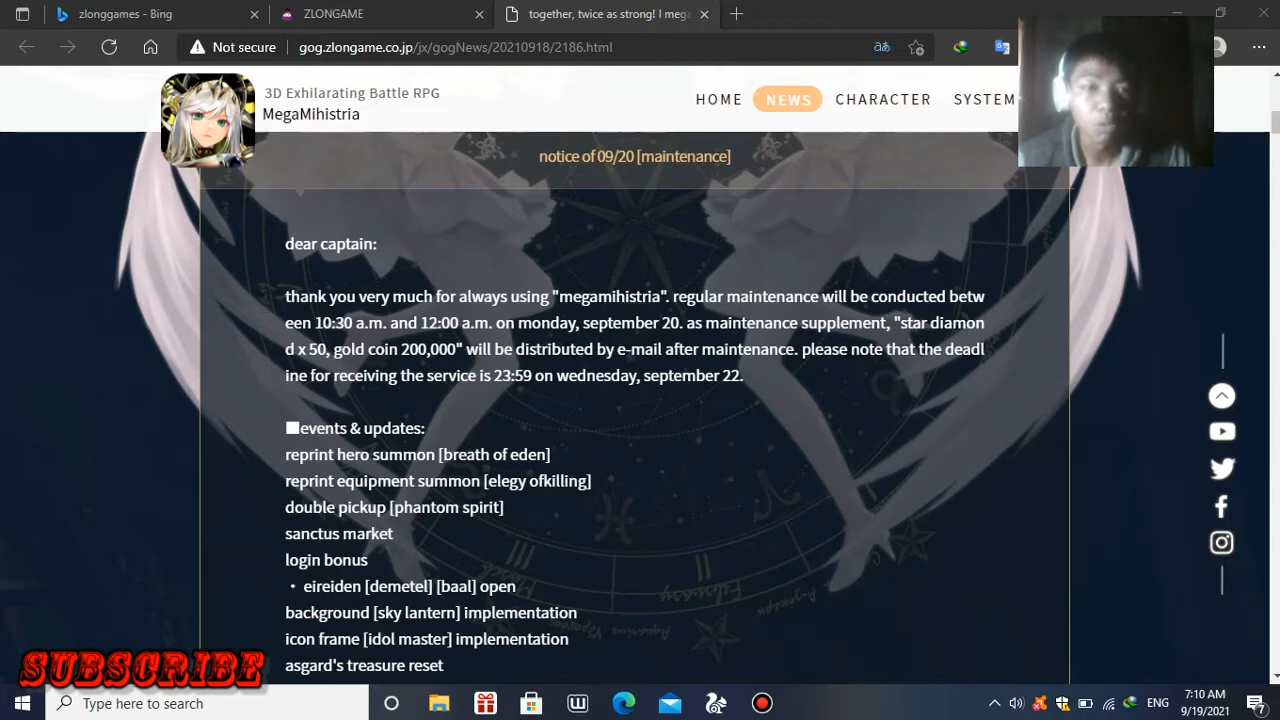 zlonggames - Bing
ZLONGAME
together, twice as strong! I mega
Not secure
gog.zlongame.co.jp/jx/gogNews/20210918/2186.html
3D Exhilarating Battle RPG
MegaMihistria
HOME NEWS CHARACTER SYSTEM
notice of 09/20 [maintenance]
dear captain:
thank you very much for always using "megamihistria". regular maintenance will be conducted betw
een 10:30 a.m. and 12:00 a.m. on monday, september 20. as maintenance supplement, "star diamon
d x 50, gold coin 200,000" will be distributed by e-mail after maintenance. please note that the deadl
ine for receiving the service is 23:59 on wednesday, september 22.
■events & updates:
reprint hero summon [breath of eden]
reprint equipment summon [elegy ofkilling]
double pickup [phantom spirit]
sanctus market
login bonus
・ eireiden [demetel] [baal] open
background [sky lantern] implementation
icon frame [idol master] implementation
asgard's treasure reset
SUBSCRIBE
Type here to search
ENG
7:10 AM
9/19/2021
7